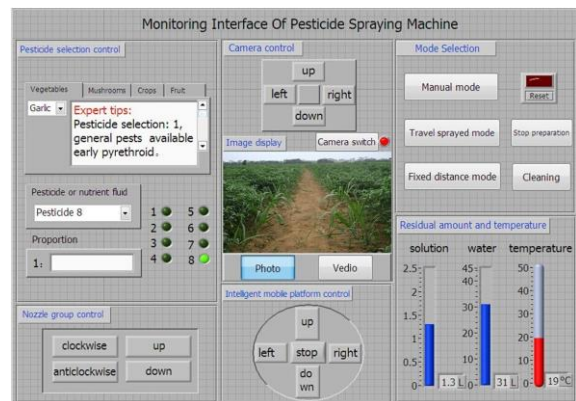 Monitoring Interface Of Pesticide Spraying Machine
Pesticide selection control
Vegetables Mushrooms Crops Fruit
Garlic
Expert tips:
Pesticide selection: 1,
general pests available
early pyrethroid。
Pesticide or nutrient fluid
Pesticide 8
1 5
2 6
3 7
4 8
Proportion
1:
Nozzle group control
clockwise up
anticlockwise down
Camera control
up
left right
down
Image display
Camera switch
Photo Vedio
Intelligent mobile platform control
up
left stop right
do
wn
Mode Selection
Manual mode
Reset
Travel sprayed mode Stop preparation
Fixed distance mode Cleaning
Residual amount and temperature
solution water temperature
2.5 45 50
2 40 40
1.5 30 30
1 20 20
0.5 10 10
0 0 0
1.3 L 31 L 19°C